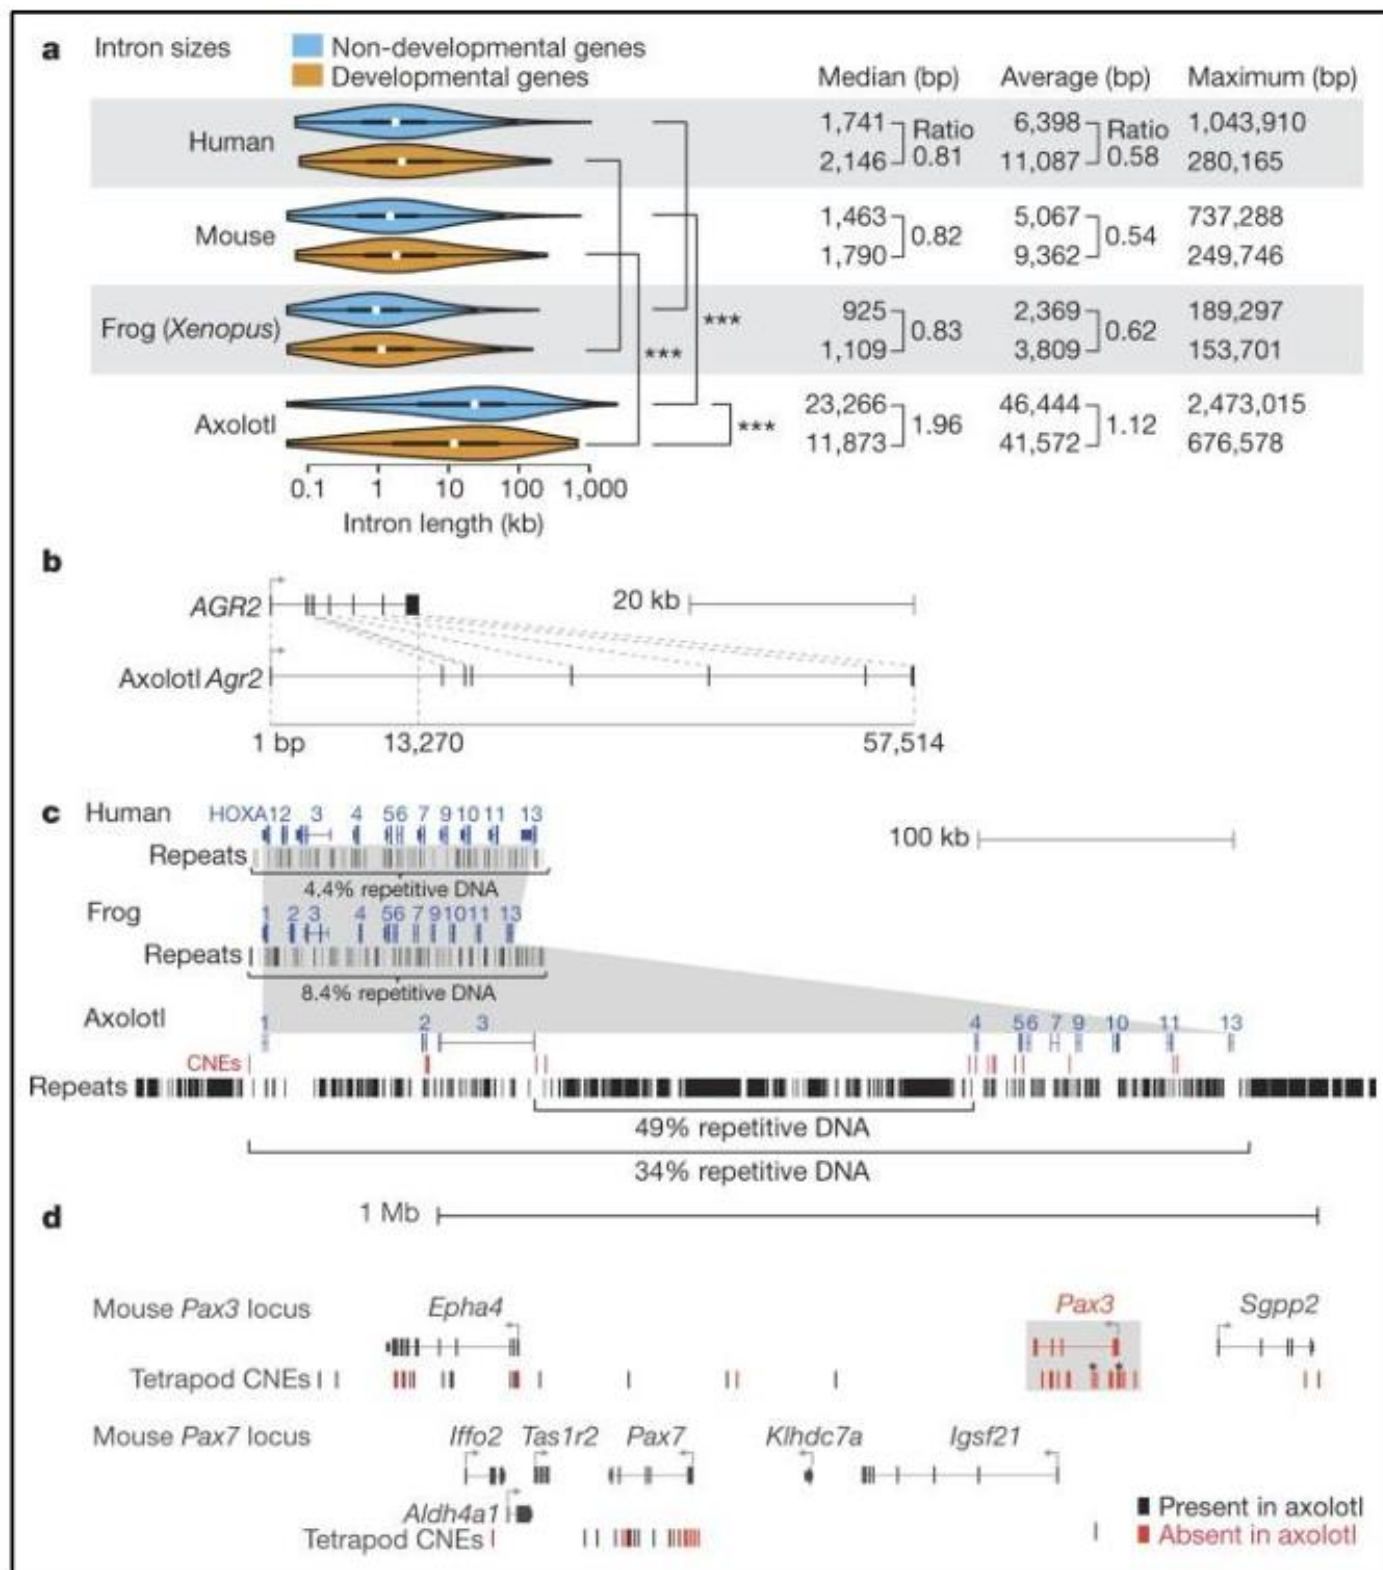 a Intron sizes Non-developmental genes
Developmental genes Median (bp) Average (bp) Maximum (bp)
Human 1,741 Ratio 6,398 Ratio 1,043,910
2,146 0.81 11,087 0.58 280,165
Mouse 1,463 0.82 5,067 0.54 737,288
1,790 9,362 249,746
Frog (Xenopus) 925 0.83 2,369 0.62 189,297
1,109 3,809 153,701
***
***
Axolotl 23,266 1.96 46,444 1.12 2,473,015
*** 11,873 41,572 676,578
0.1 1 10 100 1,000
Intron length (kb)
b
AGR2 20 kb
Axolotl Agr2
1 bp 13,270 57,514
c Human HOXA12 3 4 56 7 9 10 11 13 100 kb
Repeats
4.4% repetitive DNA
Frog 1 2 3 4 56 7 9 10 11 13
Repeats
8.4% repetitive DNA
Axolotl 1 2 3 4 56 7 9 10 11 13
CNEs
Repeats
49% repetitive DNA
34% repetitive DNA
d 1 Mb
Mouse Pax3 locus Epha4 Pax3 Sgpp2
Tetrapod CNEs
Mouse Pax7 locus Iffo2 Tas1r2 Pax7 Klhdc7a Igsf21
Aldh4a1 Present in axolotl
Tetrapod CNEs Absent in axolotl